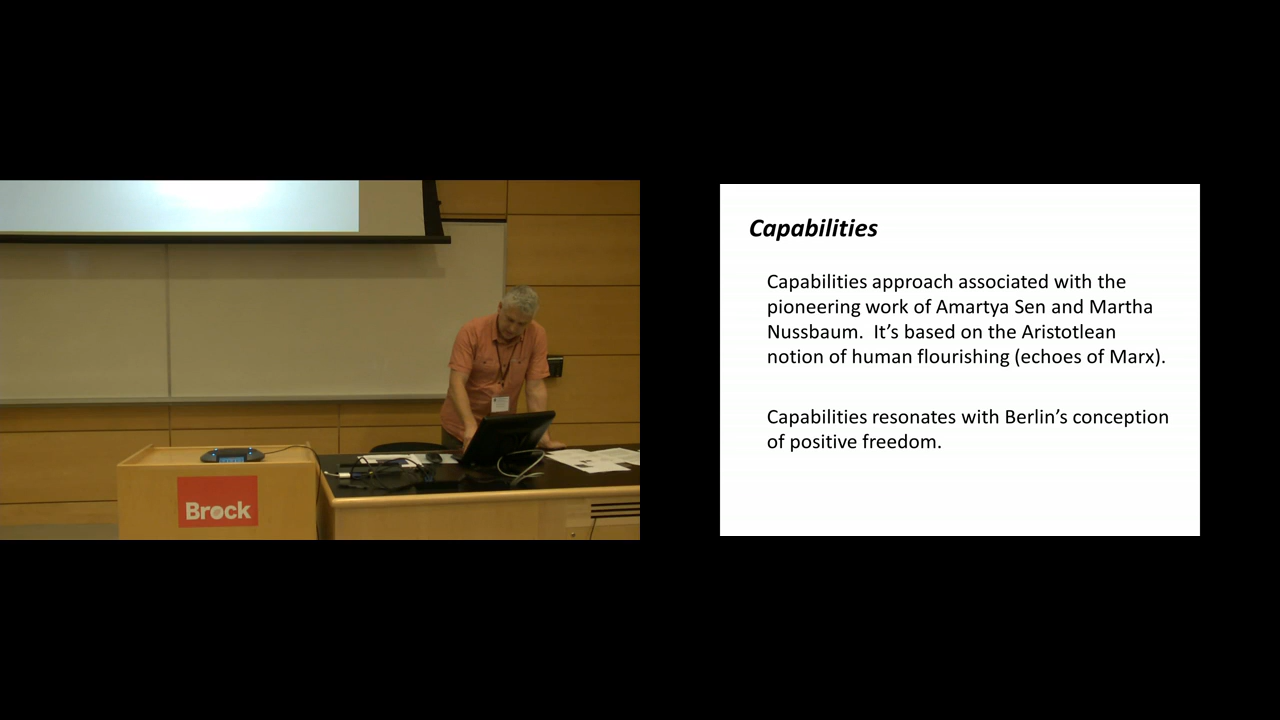 Brock
Capabilities
Capabilities approach associated with the
pioneering work of Amartya Sen and Martha
Nussbaum.  It’s based on the Aristotlean
notion of human flourishing (echoes of Marx).
Capabilities resonates with Berlin’s conception
of positive freedom.